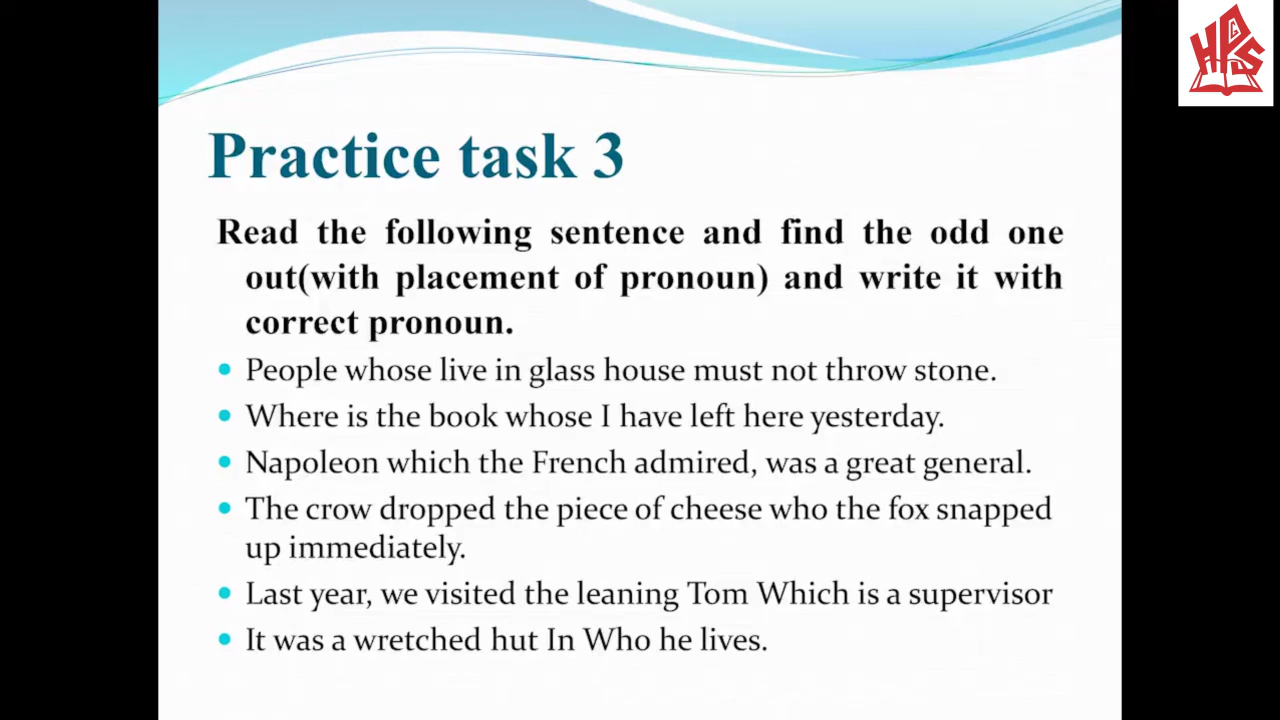 HPS
Practice task 3
Read the following sentence and find the odd one
out(with placement of pronoun) and write it with
correct pronoun.
People whose live in glass house must not throw stone.
Where is the book whose I have left here yesterday.
Napoleon which the French admired, was a great general.
The crow dropped the piece of cheese who the fox snapped
up immediately.
Last year, we visited the leaning Tom Which is a supervisor
It was a wretched hut In Who he lives.